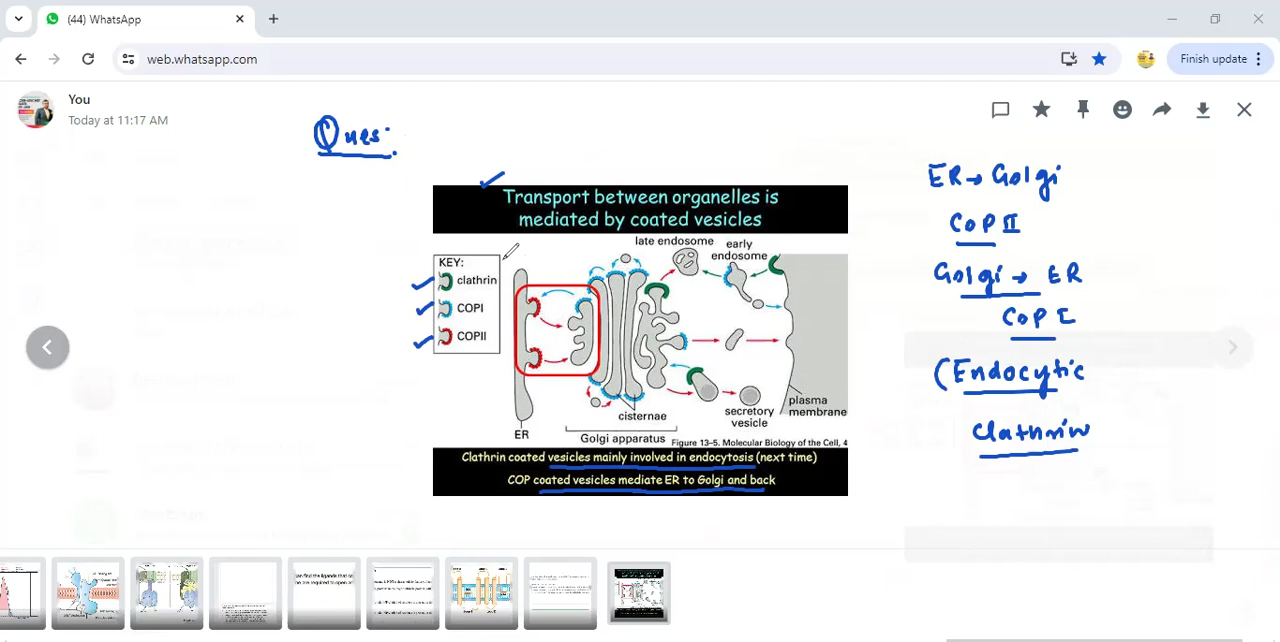 (44) WhatsApp
web.whatsapp.com
Finish update
You
Today at 11:17 AM
Ques:
Transport between organelles is
mediated by coated vesicles
KEY:
clathrin
COPI
COPII
late endosome
early
endosome
ER
cisternae
Golgi apparatus
secretory
vesicle
plasma
membrane
Figure 13-5. Molecular Biology of the Cell, 4
Clathrin coated vesicles mainly involved in endocytosis (next time)
COP coated vesicles mediate ER to Golgi and back
ER → Golgi
COP II
Golgi → ER
COP I
(Endocytic
Clathrin